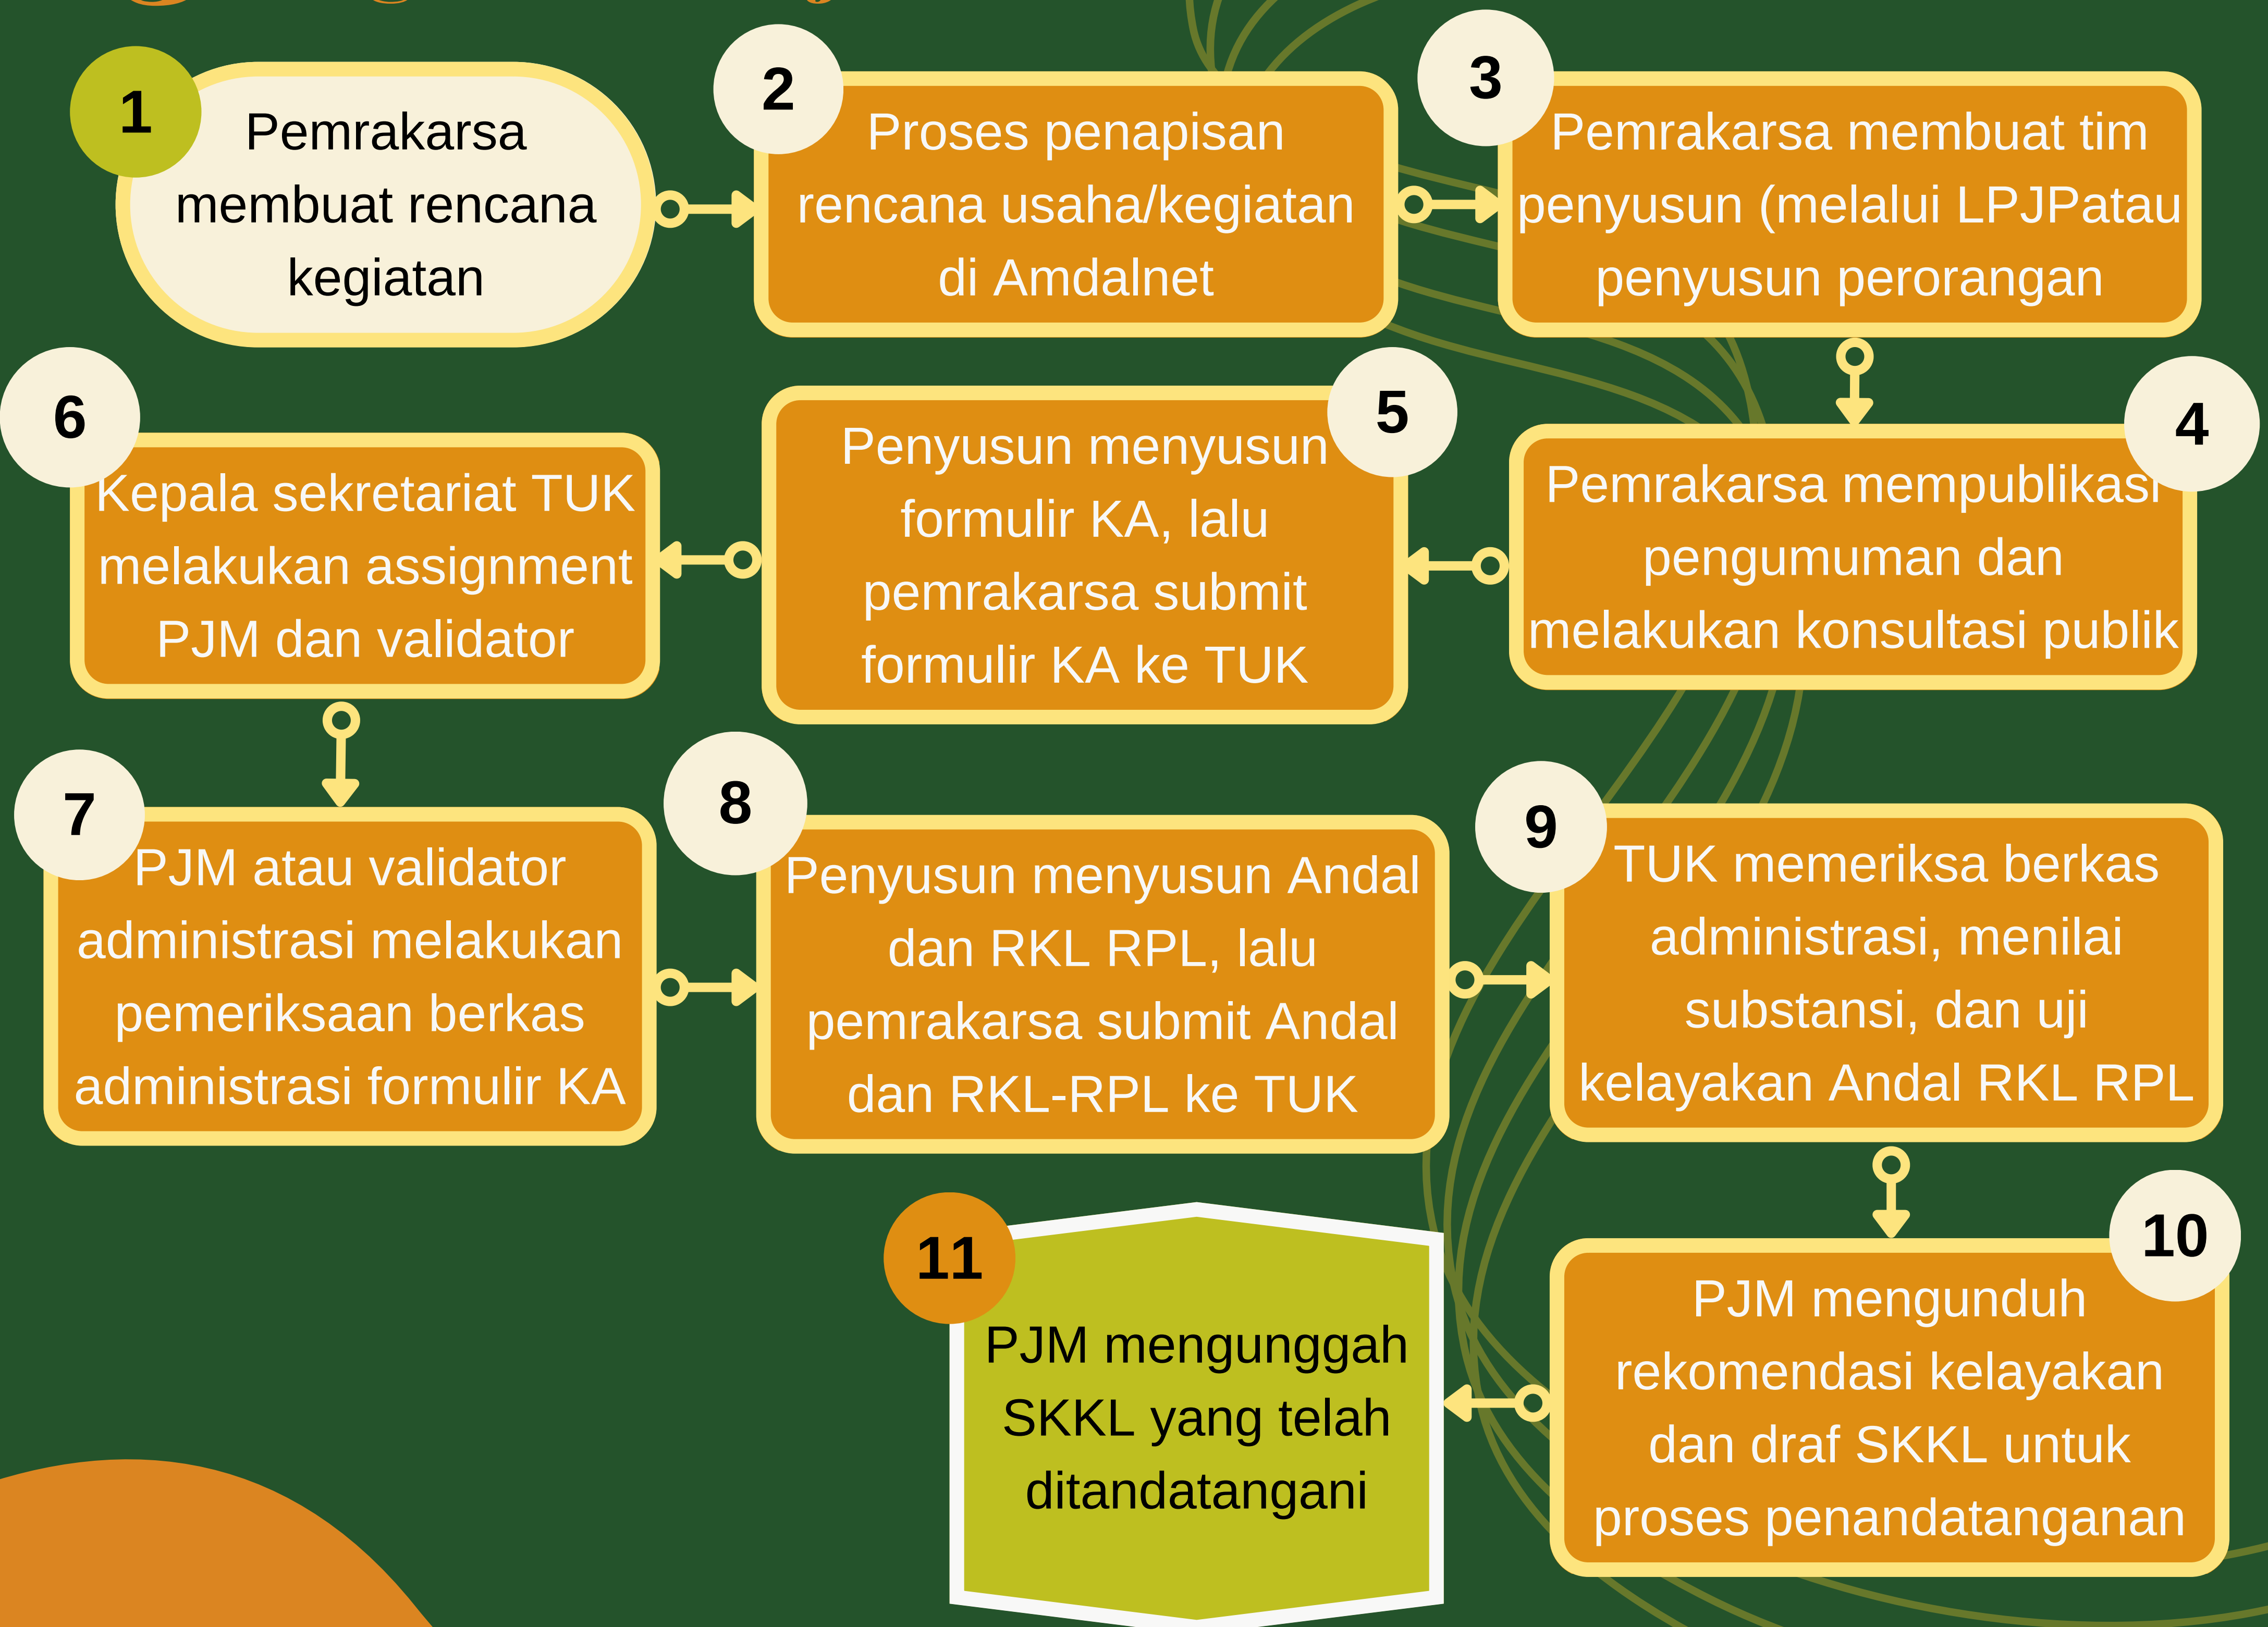 1
Pemrakarsa
membuat rencana
kegiatan
2
Proses penapisan
rencana usaha/kegiatan
di Amdalnet
3
Pemrakarsa membuat tim
penyusun (melalui LPJPatau
penyusun perorangan
4
Pemrakarsa mempublikasi
pengumuman dan
melakukan konsultasi publik
5
Penyusun menyusun
formulir KA, lalu
pemrakarsa submit
formulir KA ke TUK
6
Kepala sekretariat TUK
melakukan assignment
PJM dan validator
7
PJM atau validator
administrasi melakukan
pemeriksaan berkas
administrasi formulir KA
8
Penyusun menyusun Andal
dan RKL RPL, lalu
pemrakarsa submit Andal
dan RKL-RPL ke TUK
9
TUK memeriksa berkas
administrasi, menilai
substansi, dan uji
kelayakan Andal RKL RPL
10
PJM mengunduh
rekomendasi kelayakan
dan draf SKKL untuk
proses penandatanganan
11
PJM mengunggah
SKKL yang telah
ditandatangani